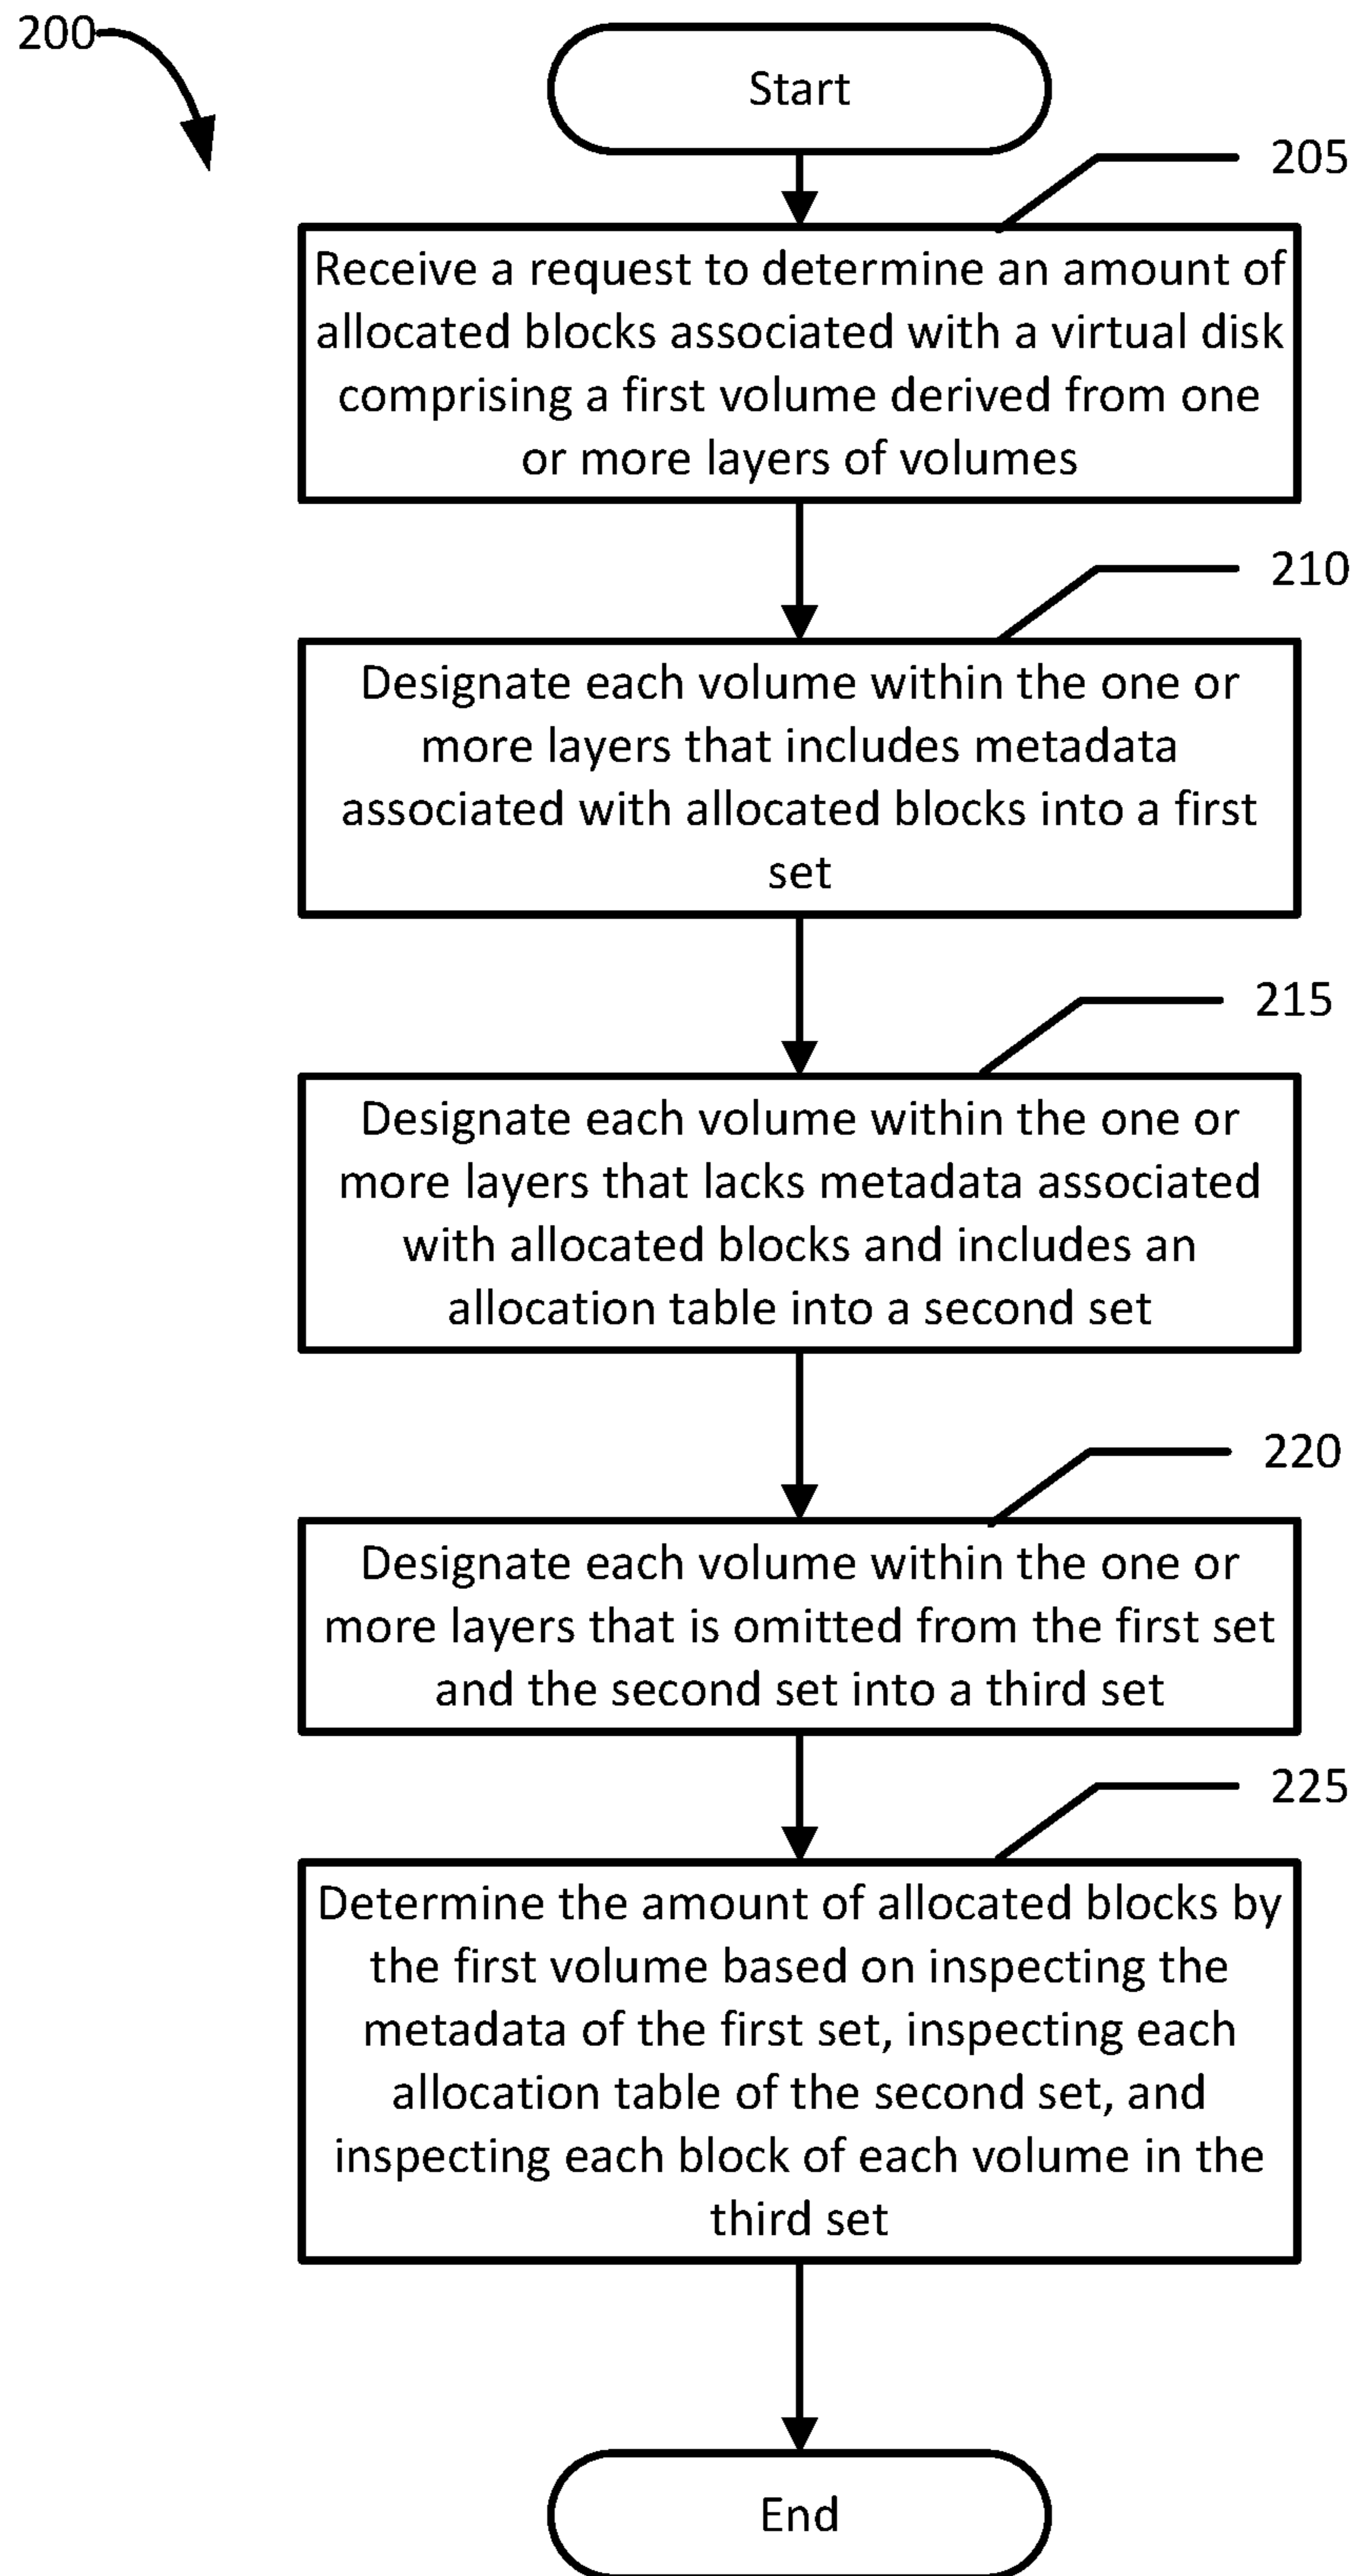 200
Start
205
Receive a request to determine an amount of
allocated blocks associated with a virtual disk
comprising a first volume derived from one
or more layers of volumes
210
Designate each volume within the one or
more layers that includes metadata
associated with allocated blocks into a first
set
215
Designate each volume within the one or
more layers that lacks metadata associated
with allocated blocks and includes an
allocation table into a second set
220
Designate each volume within the one or
more layers that is omitted from the first set
and the second set into a third set
225
Determine the amount of allocated blocks by
the first volume based on inspecting the
metadata of the first set, inspecting each
allocation table of the second set, and
inspecting each block of each volume in the
third set
End